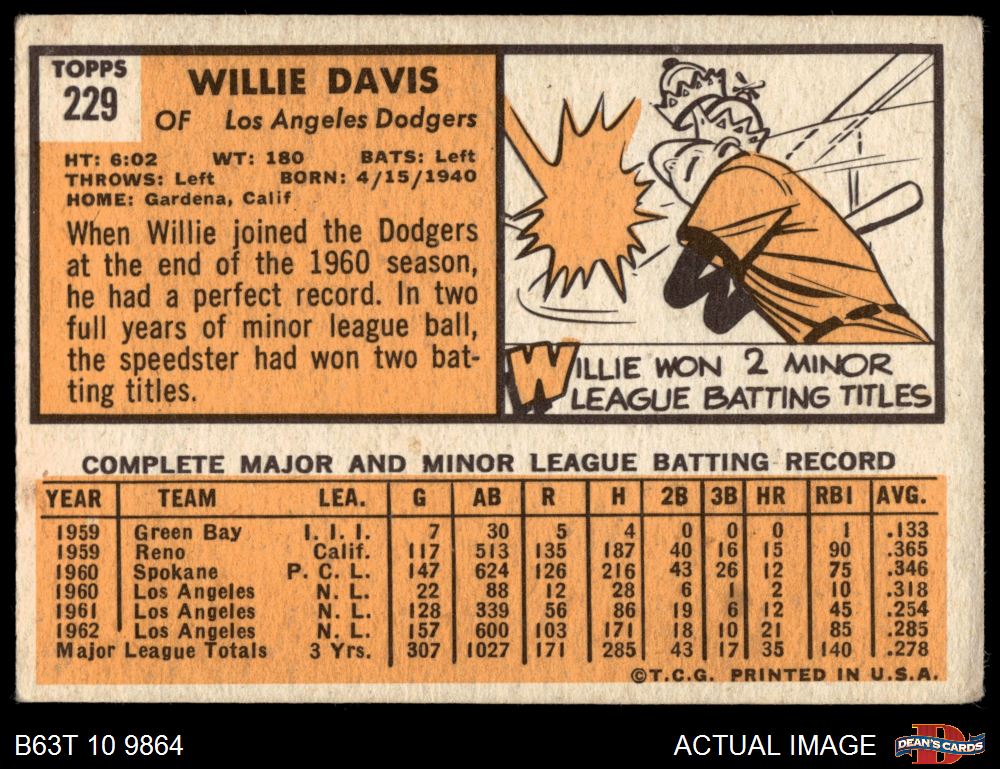 TOPPS
229
WILLIE DAVIS
OF Los Angeles Dodgers
HT: 6:02 WT: 180 BATS: Left
THROWS: Left BORN: 4/15/1940
HOME: Gardena, Calif
When Willie joined the Dodgers
at the end of the 1960 season,
he had a perfect record. In two
full years of minor league ball,
the speedster had won two bat-
ting titles.
WILLIE WON 2 MINOR
LEAGUE BATTING TITLES
COMPLETE MAJOR AND MINOR LEAGUE BATTING RECORD
YEAR TEAM LEA. G AB R H 2B 3B HR RBI AVG.
1959 Green Bay I. I. I. 7 30 5 4 0 0 0 1 .133
1959 Reno Calif. 117 513 135 187 40 16 15 90 .365
1960 Spokane P. C. L. 147 624 126 216 43 26 12 75 .346
1960 Los Angeles N. L. 22 88 12 28 6 1 2 10 .318
1961 Los Angeles N. L. 128 339 56 86 19 6 12 45 .254
1962 Los Angeles N. L. 157 600 103 171 18 10 21 85 .285
Major League Totals 3 Yrs. 307 1027 171 285 43 17 35 140 .278
©T.C.G. PRINTED IN U.S.A.
B63T 10 9864
ACTUAL IMAGE
D
DEAN'S CARDS